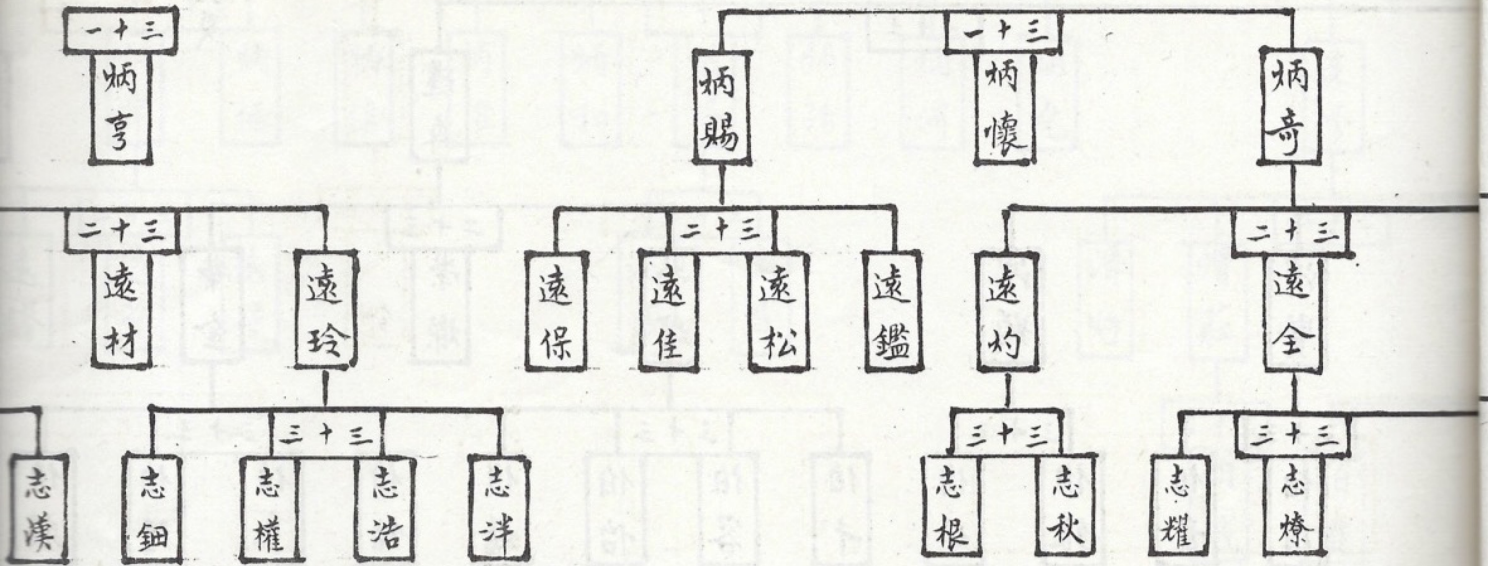 三十一
炳奇
炳懷
炳賜
三十一
炳亨
三十二
遠全
遠灼
三十二
遠鑑
遠松
遠佳
遠保
三十二
遠玲
遠材
三十三
志燎
志耀
三十三
志秋
志根
三十三
志泮
志浩
志權
志鈿
志漢